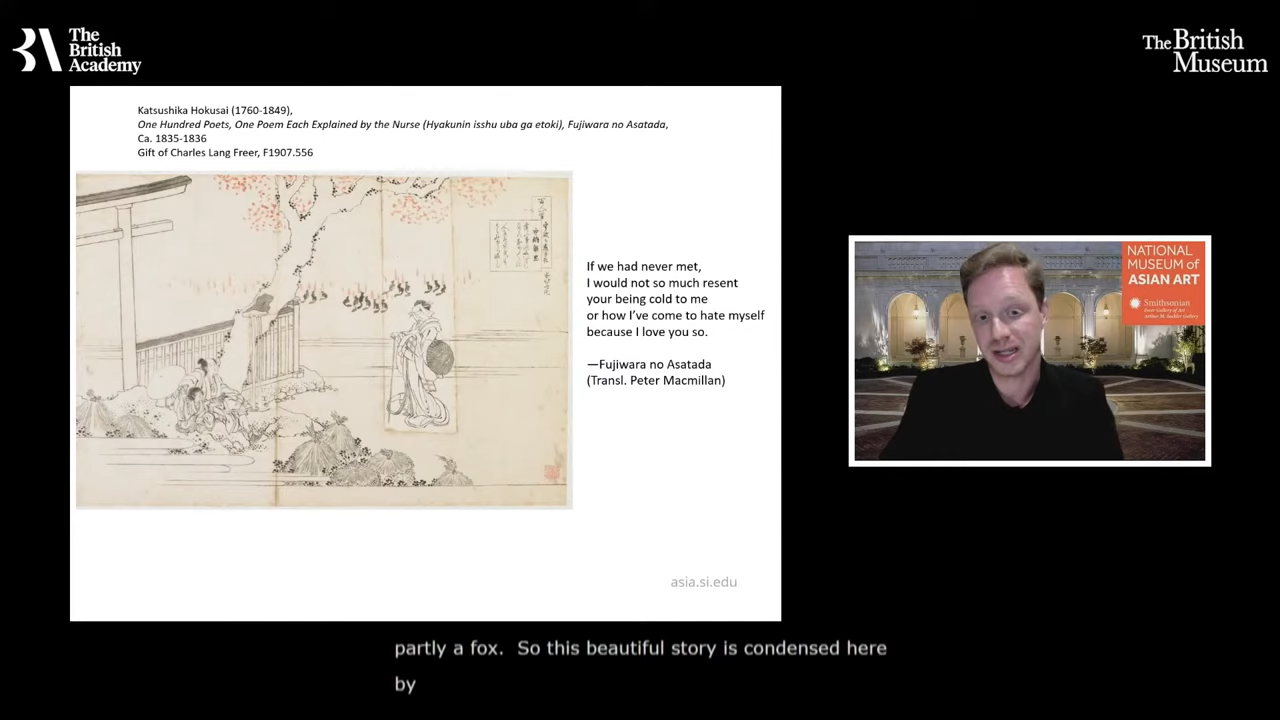 The
British
Academy
The British
Museum
Katsushika Hokusai (1760-1849),
One Hundred Poets, One Poem Each Explained by the Nurse (Hyakunin isshu uba ga etoki), Fujiwara no Asatada,
Ca. 1835-1836
Gift of Charles Lang Freer, F1907.556
If we had never met,
I would not so much resent
your being cold to me
or how I’ve come to hate myself
because I love you so.
—Fujiwara no Asatada
(Transl. Peter Macmillan)
asia.si.edu
NATIONAL
MUSEUM of
ASIAN ART
Smithsonian
Freer Gallery of Art
Arthur M. Sackler Gallery
partly a fox.  So this beautiful story is condensed here
by